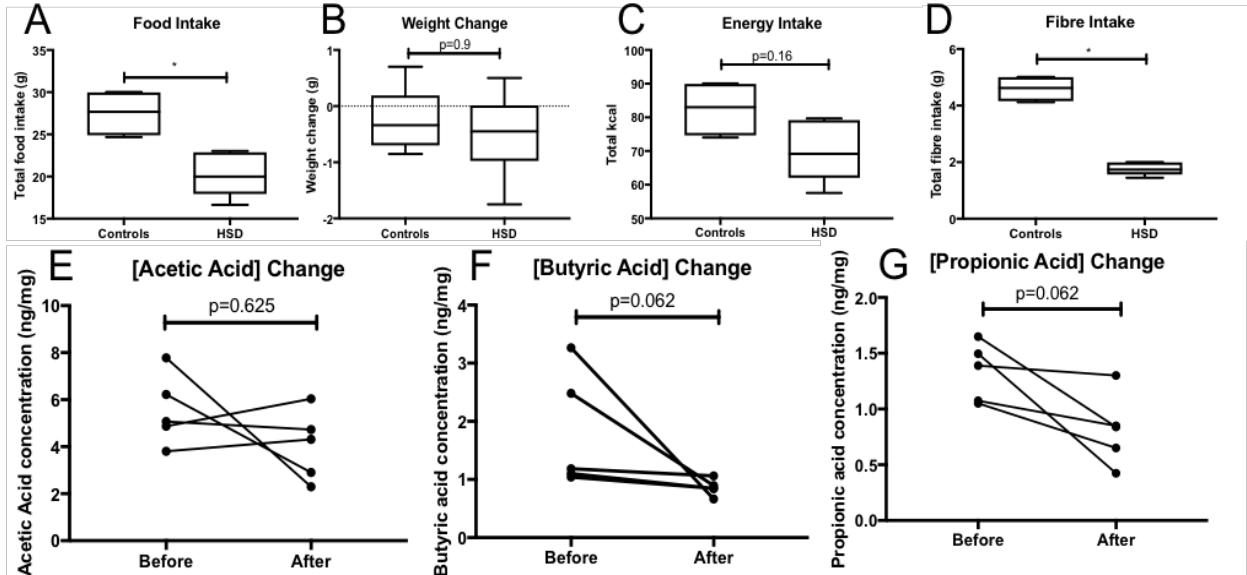 A
Food Intake
Total food intake (g)
35
30
25
20
15
*
Controls
HSD
B
Weight Change
p=0.9
Weight change (g)
1
0
-1
-2
Controls
HSD
C
Energy Intake
p=0.16
Total kcal
100
90
80
70
60
50
Controls
HSD
D
Fibre Intake
*
Total fibre intake (g)
6
4
2
0
Controls
HSD
E
[Acetic Acid] Change
p=0.625
Acetic Acid concentration (ng/mg)
10
8
6
4
2
0
Before
After
F
[Butyric Acid] Change
p=0.062
Butyric acid concentration (ng/mg)
4
3
2
1
0
Before
After
G
[Propionic Acid] Change
p=0.062
Propionic acid concentration (ng/mg)
2.0
1.5
1.0
0.5
0.0
Before
After